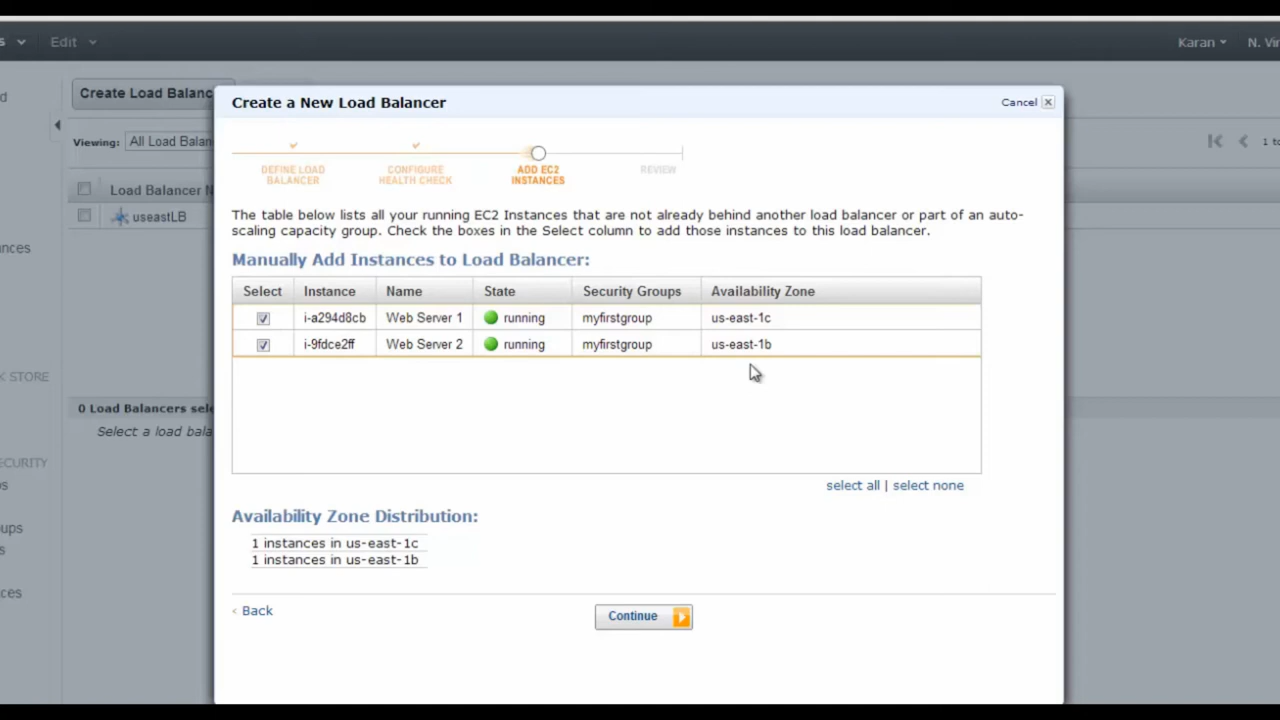 s Edit Karan N. Vir
d
Create Load Balanc
Create a New Load Balancer Cancel
Viewing: All Load Balan
1 to
DEFINE LOAD BALANCER
CONFIGURE HEALTH CHECK
ADD EC2 INSTANCES
REVIEW
Load Balancer N
useastLB
The table below lists all your running EC2 Instances that are not already behind another load balancer or part of an auto-
scaling capacity group. Check the boxes in the Select column to add those instances to this load balancer.
nces
Manually Add Instances to Load Balancer:
Select Instance Name State Security Groups Availability Zone
i-a294d8cb Web Server 1 running myfirstgroup us-east-1c
i-9fdce2ff Web Server 2 running myfirstgroup us-east-1b
K STORE
0 Load Balancers sele
Select a load bala
ECURITY
s
select all | select none
Availability Zone Distribution:
ups
1 instances in us-east-1c
s
1 instances in us-east-1b
ces
‹ Back
Continue